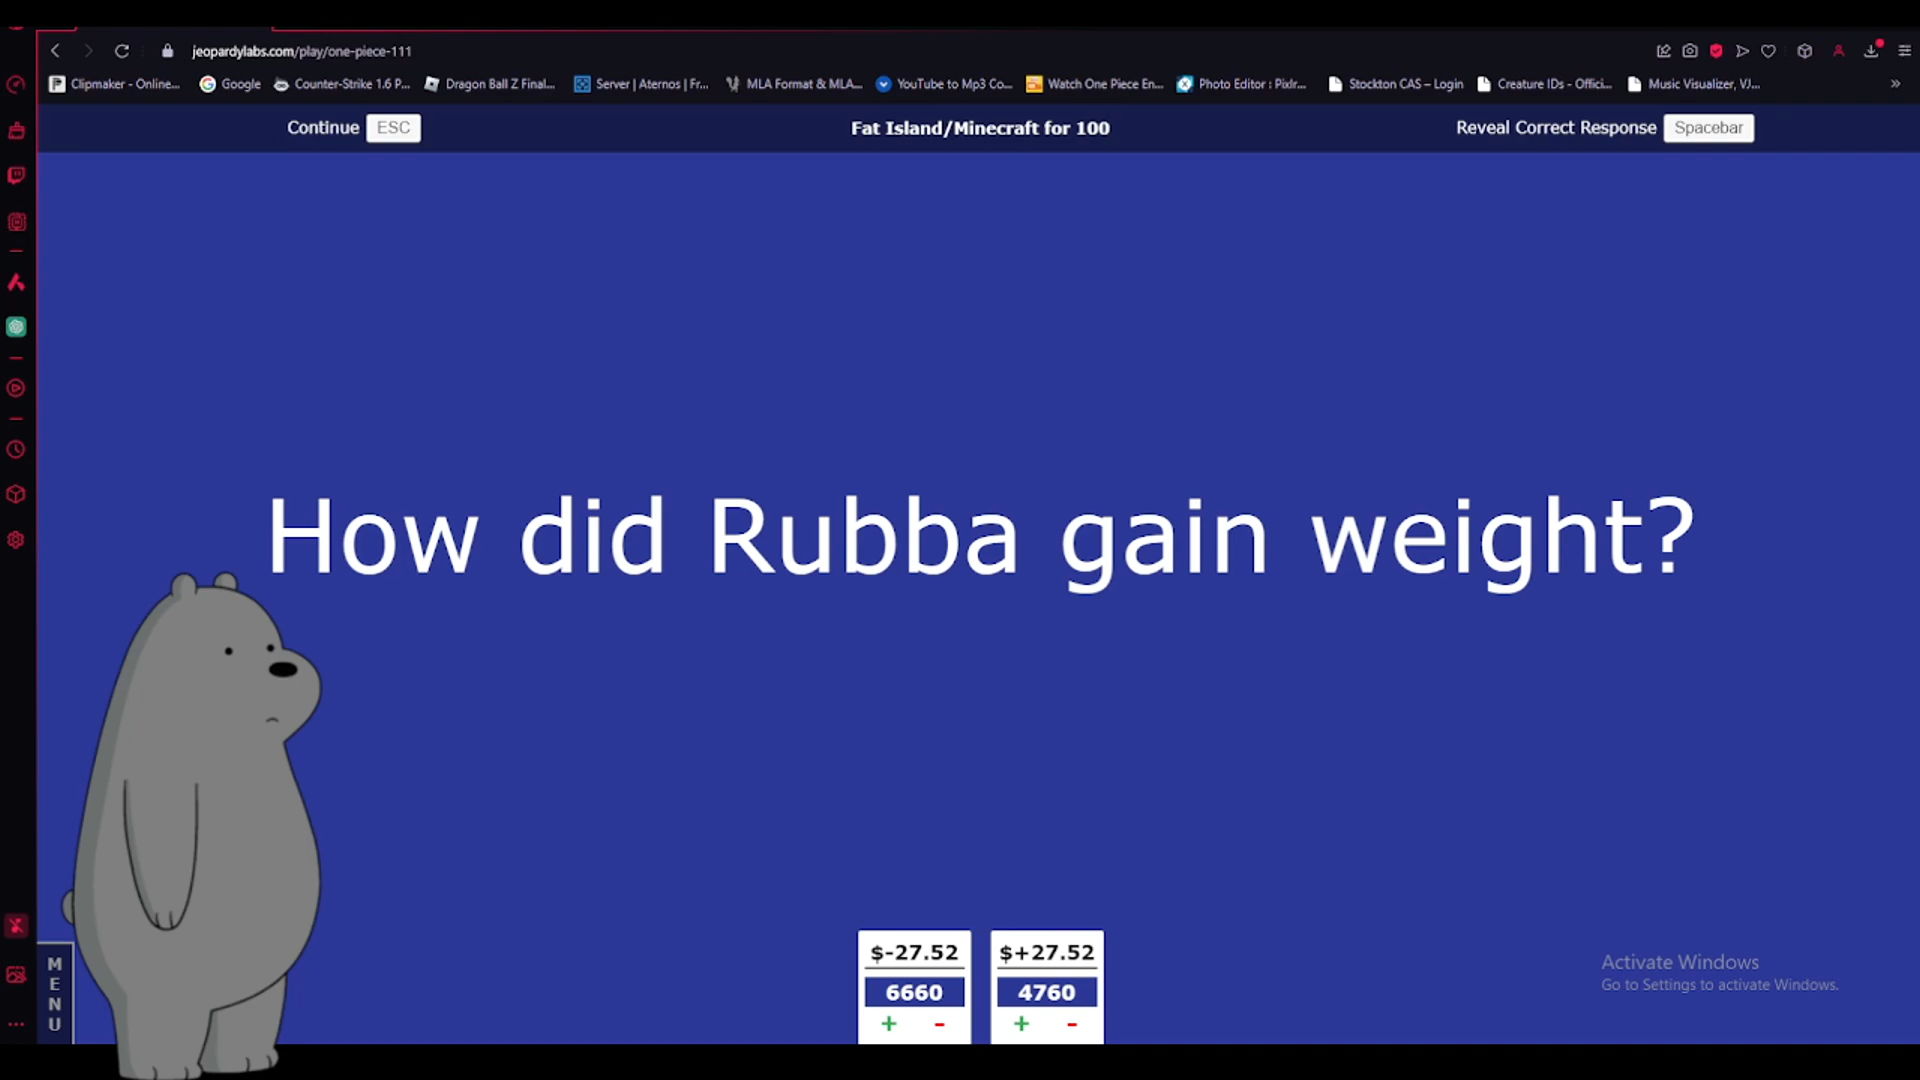 jeopardylabs.com/play/one-piece-111
Clipmaker - Online... Google Counter-Strike 1.6 P... Dragon Ball Z Final... Server | Aternos | Fr... MLA Format & MLA... YouTube to Mp3 Co... Watch One Piece En... Photo Editor : Pixlr... Stockton CAS – Login Creature IDs - Offici... Music Visualizer, VJ...
Continue ESC Fat Island/Minecraft for 100 Reveal Correct Response Spacebar
How did Rubba gain weight?
$-27.52 $+27.52
6660 4760
+ - + -
MENU
Activate Windows
Go to Settings to activate Windows.